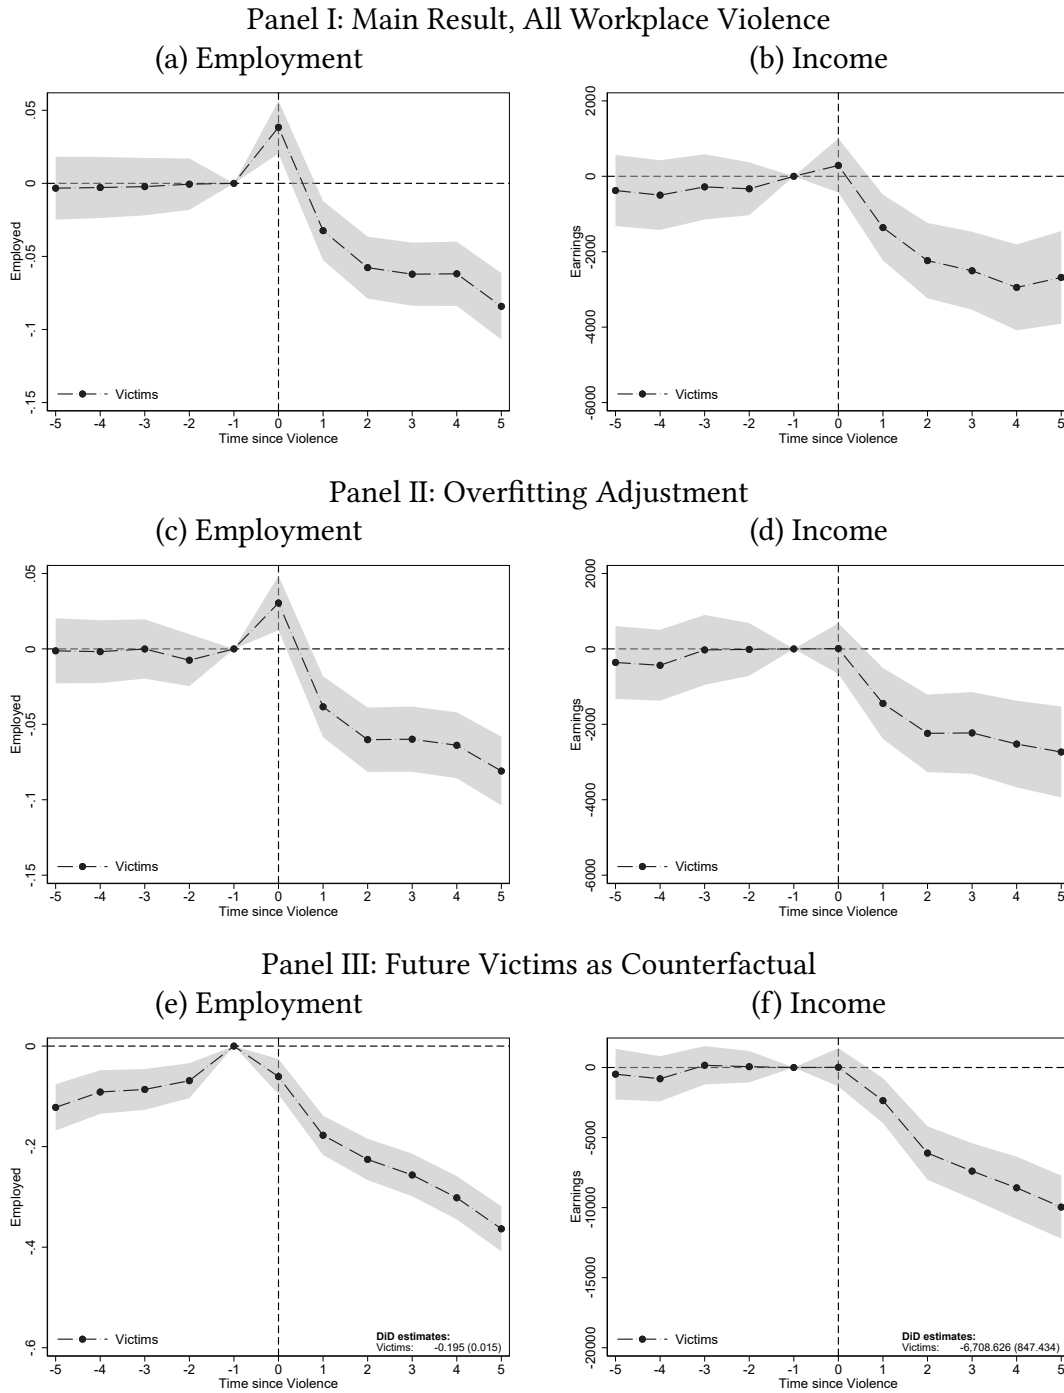 Panel I: Main Result, All Workplace Violence
(a) Employment
(b) Income
.05
0
-.05
-.1
-.15
Employed
Victims
-5 -4 -3 -2 -1 0 1 2 3 4 5
Time since Violence
2000
0
-2000
-4000
-6000
Earnings
Victims
-5 -4 -3 -2 -1 0 1 2 3 4 5
Time since Violence
Panel II: Overfitting Adjustment
(c) Employment
(d) Income
.05
0
-.05
-.1
-.15
Employed
Victims
-5 -4 -3 -2 -1 0 1 2 3 4 5
Time since Violence
2000
0
-2000
-4000
-6000
Earnings
Victims
-5 -4 -3 -2 -1 0 1 2 3 4 5
Time since Violence
Panel III: Future Victims as Counterfactual
(e) Employment
(f) Income
0
-.2
-.4
-.6
Employed
Victims
DiD estimates:
Victims: -0.195 (0.015)
-5 -4 -3 -2 -1 0 1 2 3 4 5
Time since Violence
0
-5000
-10000
-15000
-20000
Earnings
Victims
DiD estimates:
Victims: -6,708.626 (847.434)
-5 -4 -3 -2 -1 0 1 2 3 4 5
Time since Violence